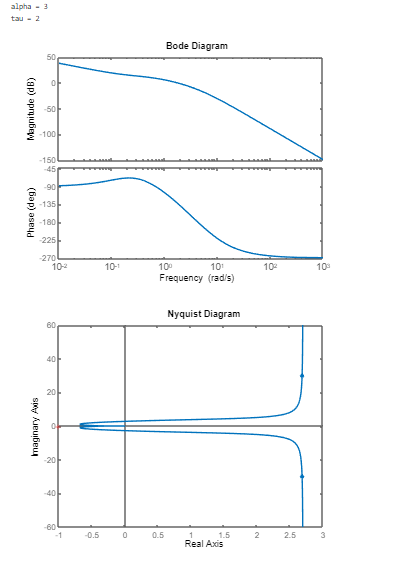 alpha = 3
tau = 2
Bode Diagram
50
0
-50
-100
-150
Magnitude (dB)
-45
-90
-135
-180
-225
-270
Phase (deg)
10⁻² 10⁻¹ 10⁰ 10¹ 10² 10³
Frequency (rad/s)
Nyquist Diagram
60
40
20
0
-20
-40
-60
Imaginary Axis
-1 -0.5 0 0.5 1 1.5 2 2.5 3
Real Axis